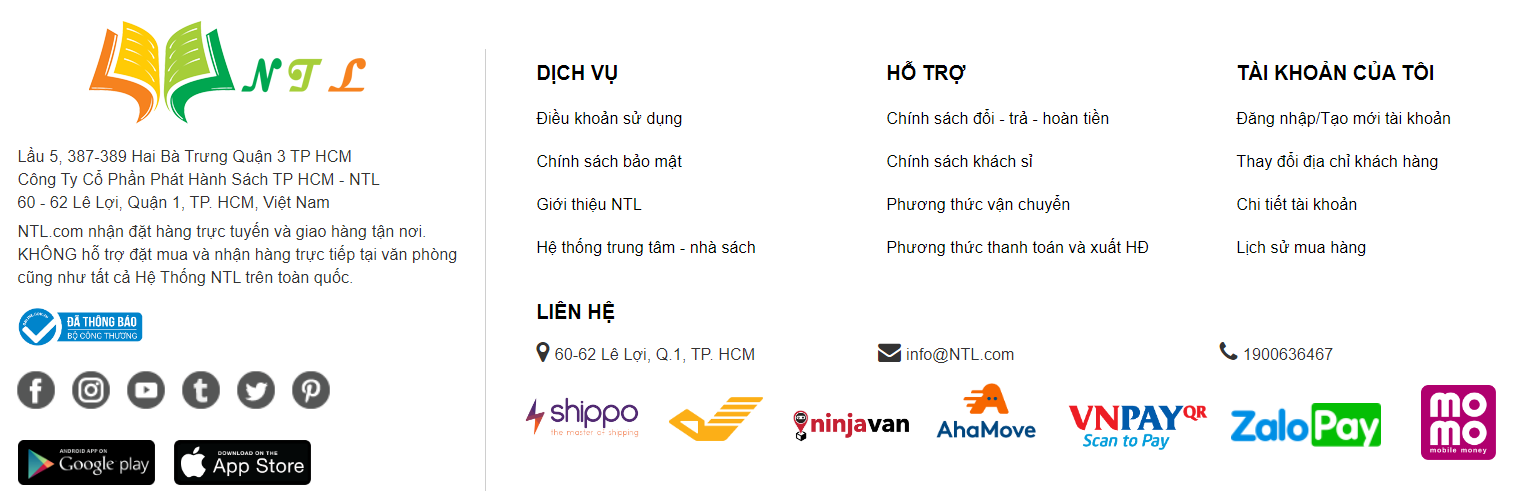 NTL
Lầu 5, 387-389 Hai Bà Trưng Quận 3 TP HCM
Công Ty Cổ Phần Phát Hành Sách TP HCM - NTL
60 - 62 Lê Lợi, Quận 1, TP. HCM, Việt Nam
NTL.com nhận đặt hàng trực tuyến và giao hàng tận nơi.
KHÔNG hỗ trợ đặt mua và nhận hàng trực tiếp tại văn phòng
cũng như tất cả Hệ Thống NTL trên toàn quốc.
ĐÃ THÔNG BÁO
BỘ CÔNG THƯƠNG
ANDROID APP ON
Google play
DOWNLOAD ON THE
App Store
DỊCH VỤ
Điều khoản sử dụng
Chính sách bảo mật
Giới thiệu NTL
Hệ thống trung tâm - nhà sách
HỖ TRỢ
Chính sách đổi - trả - hoàn tiền
Chính sách khách sỉ
Phương thức vận chuyển
Phương thức thanh toán và xuất HĐ
TÀI KHOẢN CỦA TÔI
Đăng nhập/Tạo mới tài khoản
Thay đổi địa chỉ khách hàng
Chi tiết tài khoản
Lịch sử mua hàng
LIÊN HỆ
60-62 Lê Lợi, Q.1, TP. HCM
info@NTL.com
1900636467
shippo
the master of shipping
ninjavan
AhaMove
VNPAYQR
Scan to Pay
ZaloPay
mo
mo
mobile money